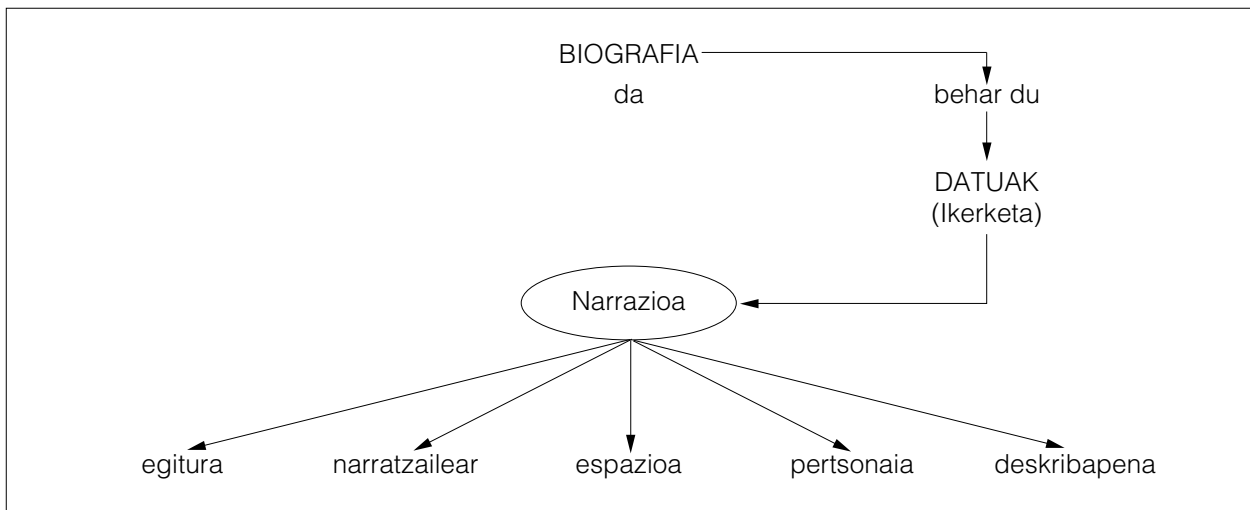 BIOGRAFIA
da
behar du
DATUAK
(Ikerketa)
Narrazioa
egitura
narratzailear
espazioa
pertsonaia
deskribapena